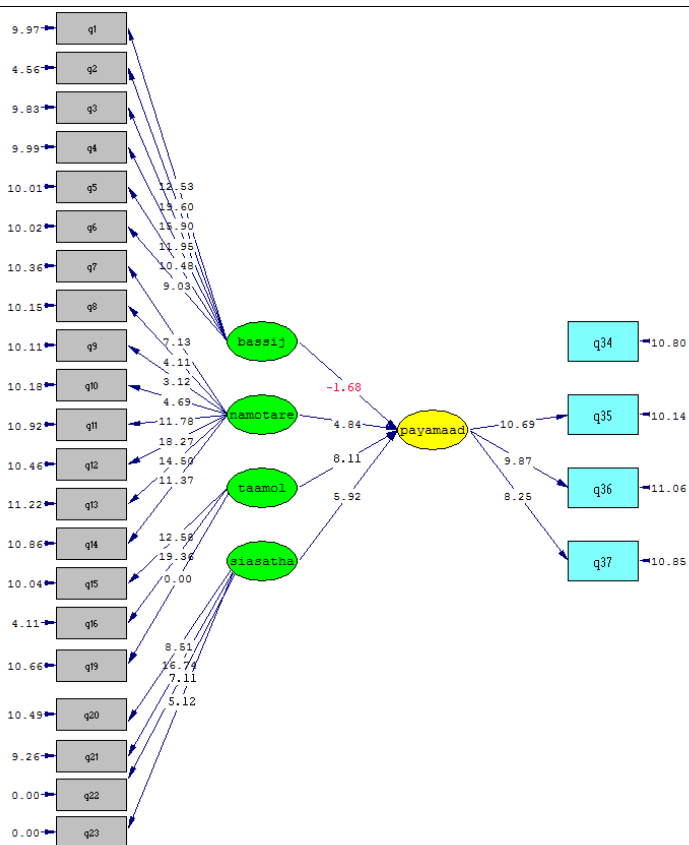 9.97 q1
4.56 q2
9.83 q3
9.99 q4
10.01 q5
10.02 q6
10.36 q7
10.15 q8
10.11 q9
10.18 q10
10.92 q11
10.46 q12
11.22 q13
10.86 q14
10.04 q15
4.11 q16
10.66 q19
10.49 q20
9.26 q21
0.00 q22
0.00 q23
12.53
19.60
15.90
11.95
10.48
9.03
7.13
4.11
3.12
4.69
11.78
18.27
14.50
11.37
12.58
19.36
0.00
8.51
16.74
7.11
5.12
bassij
namotare
taamol
siasatha
-1.68
4.84
8.11
5.92
payamaad
10.69
9.87
8.25
q34 10.80
q35 10.14
q36 11.06
q37 10.85